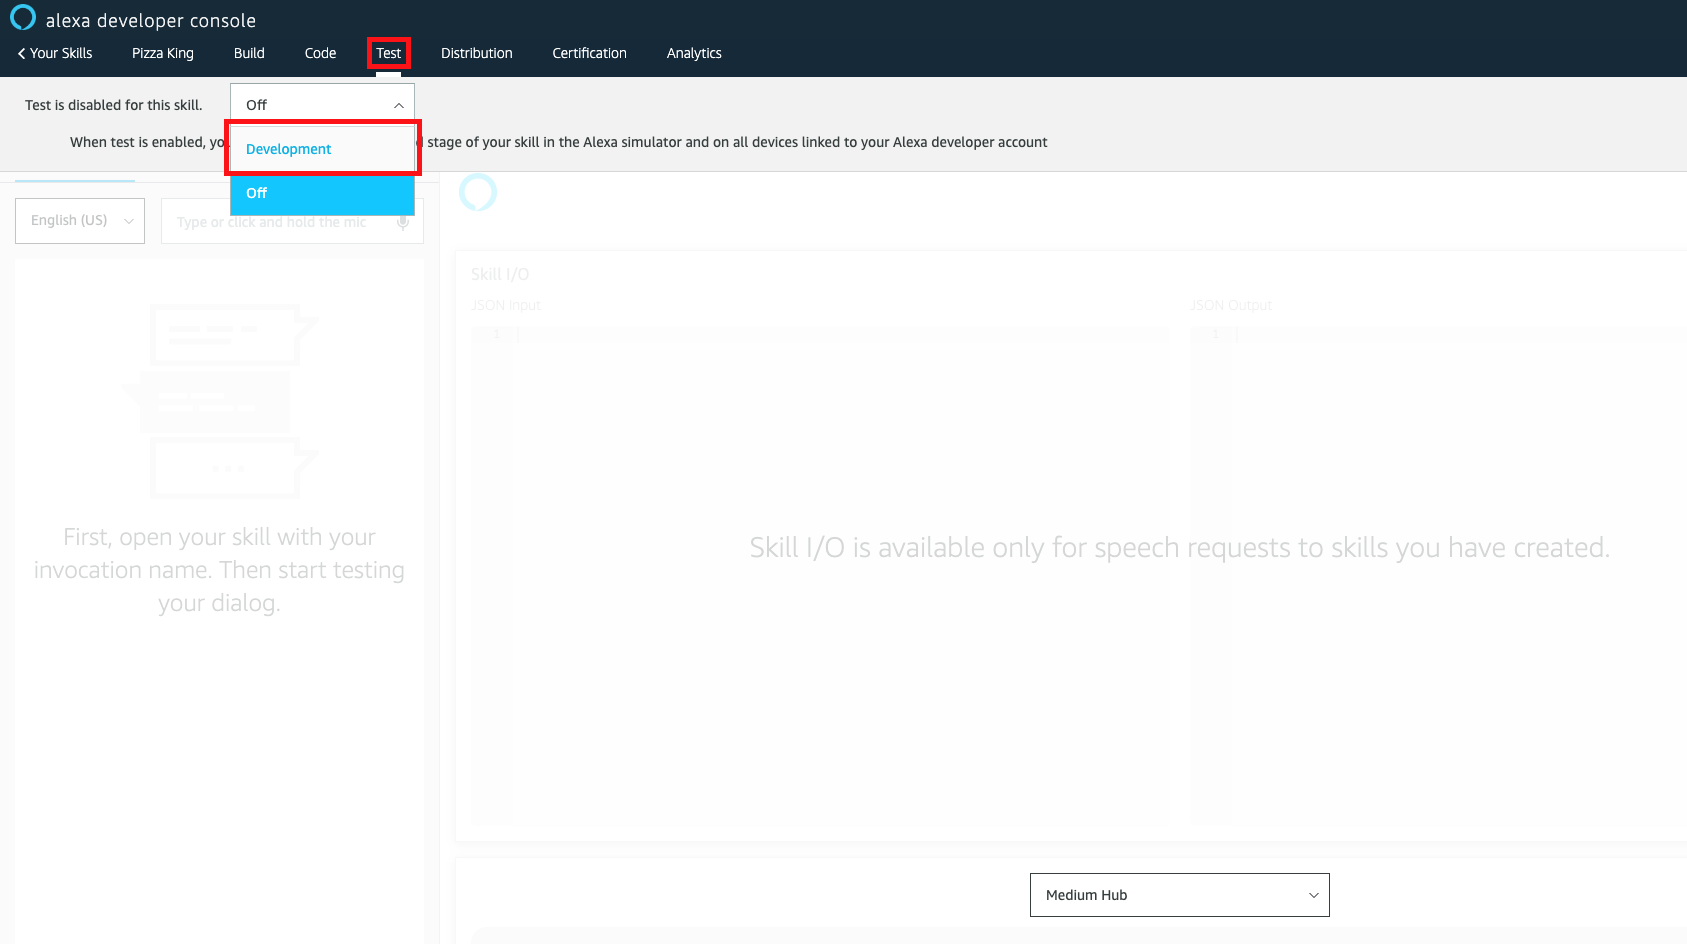 alexa developer console
Your Skills Pizza King Build Code Test Distribution Certification Analytics
Test is disabled for this skill. Off
When test is enabled, stage of your skill in the Alexa simulator and on all devices linked to your Alexa developer account
Development
Off
English (US) Type or click and hold the mic
Skill I/O
JSON Input JSON Output
1 1
First, open your skill with your
invocation name. Then start testing
your dialog.
Skill I/O is available only for speech requests to skills you have created.
Medium Hub